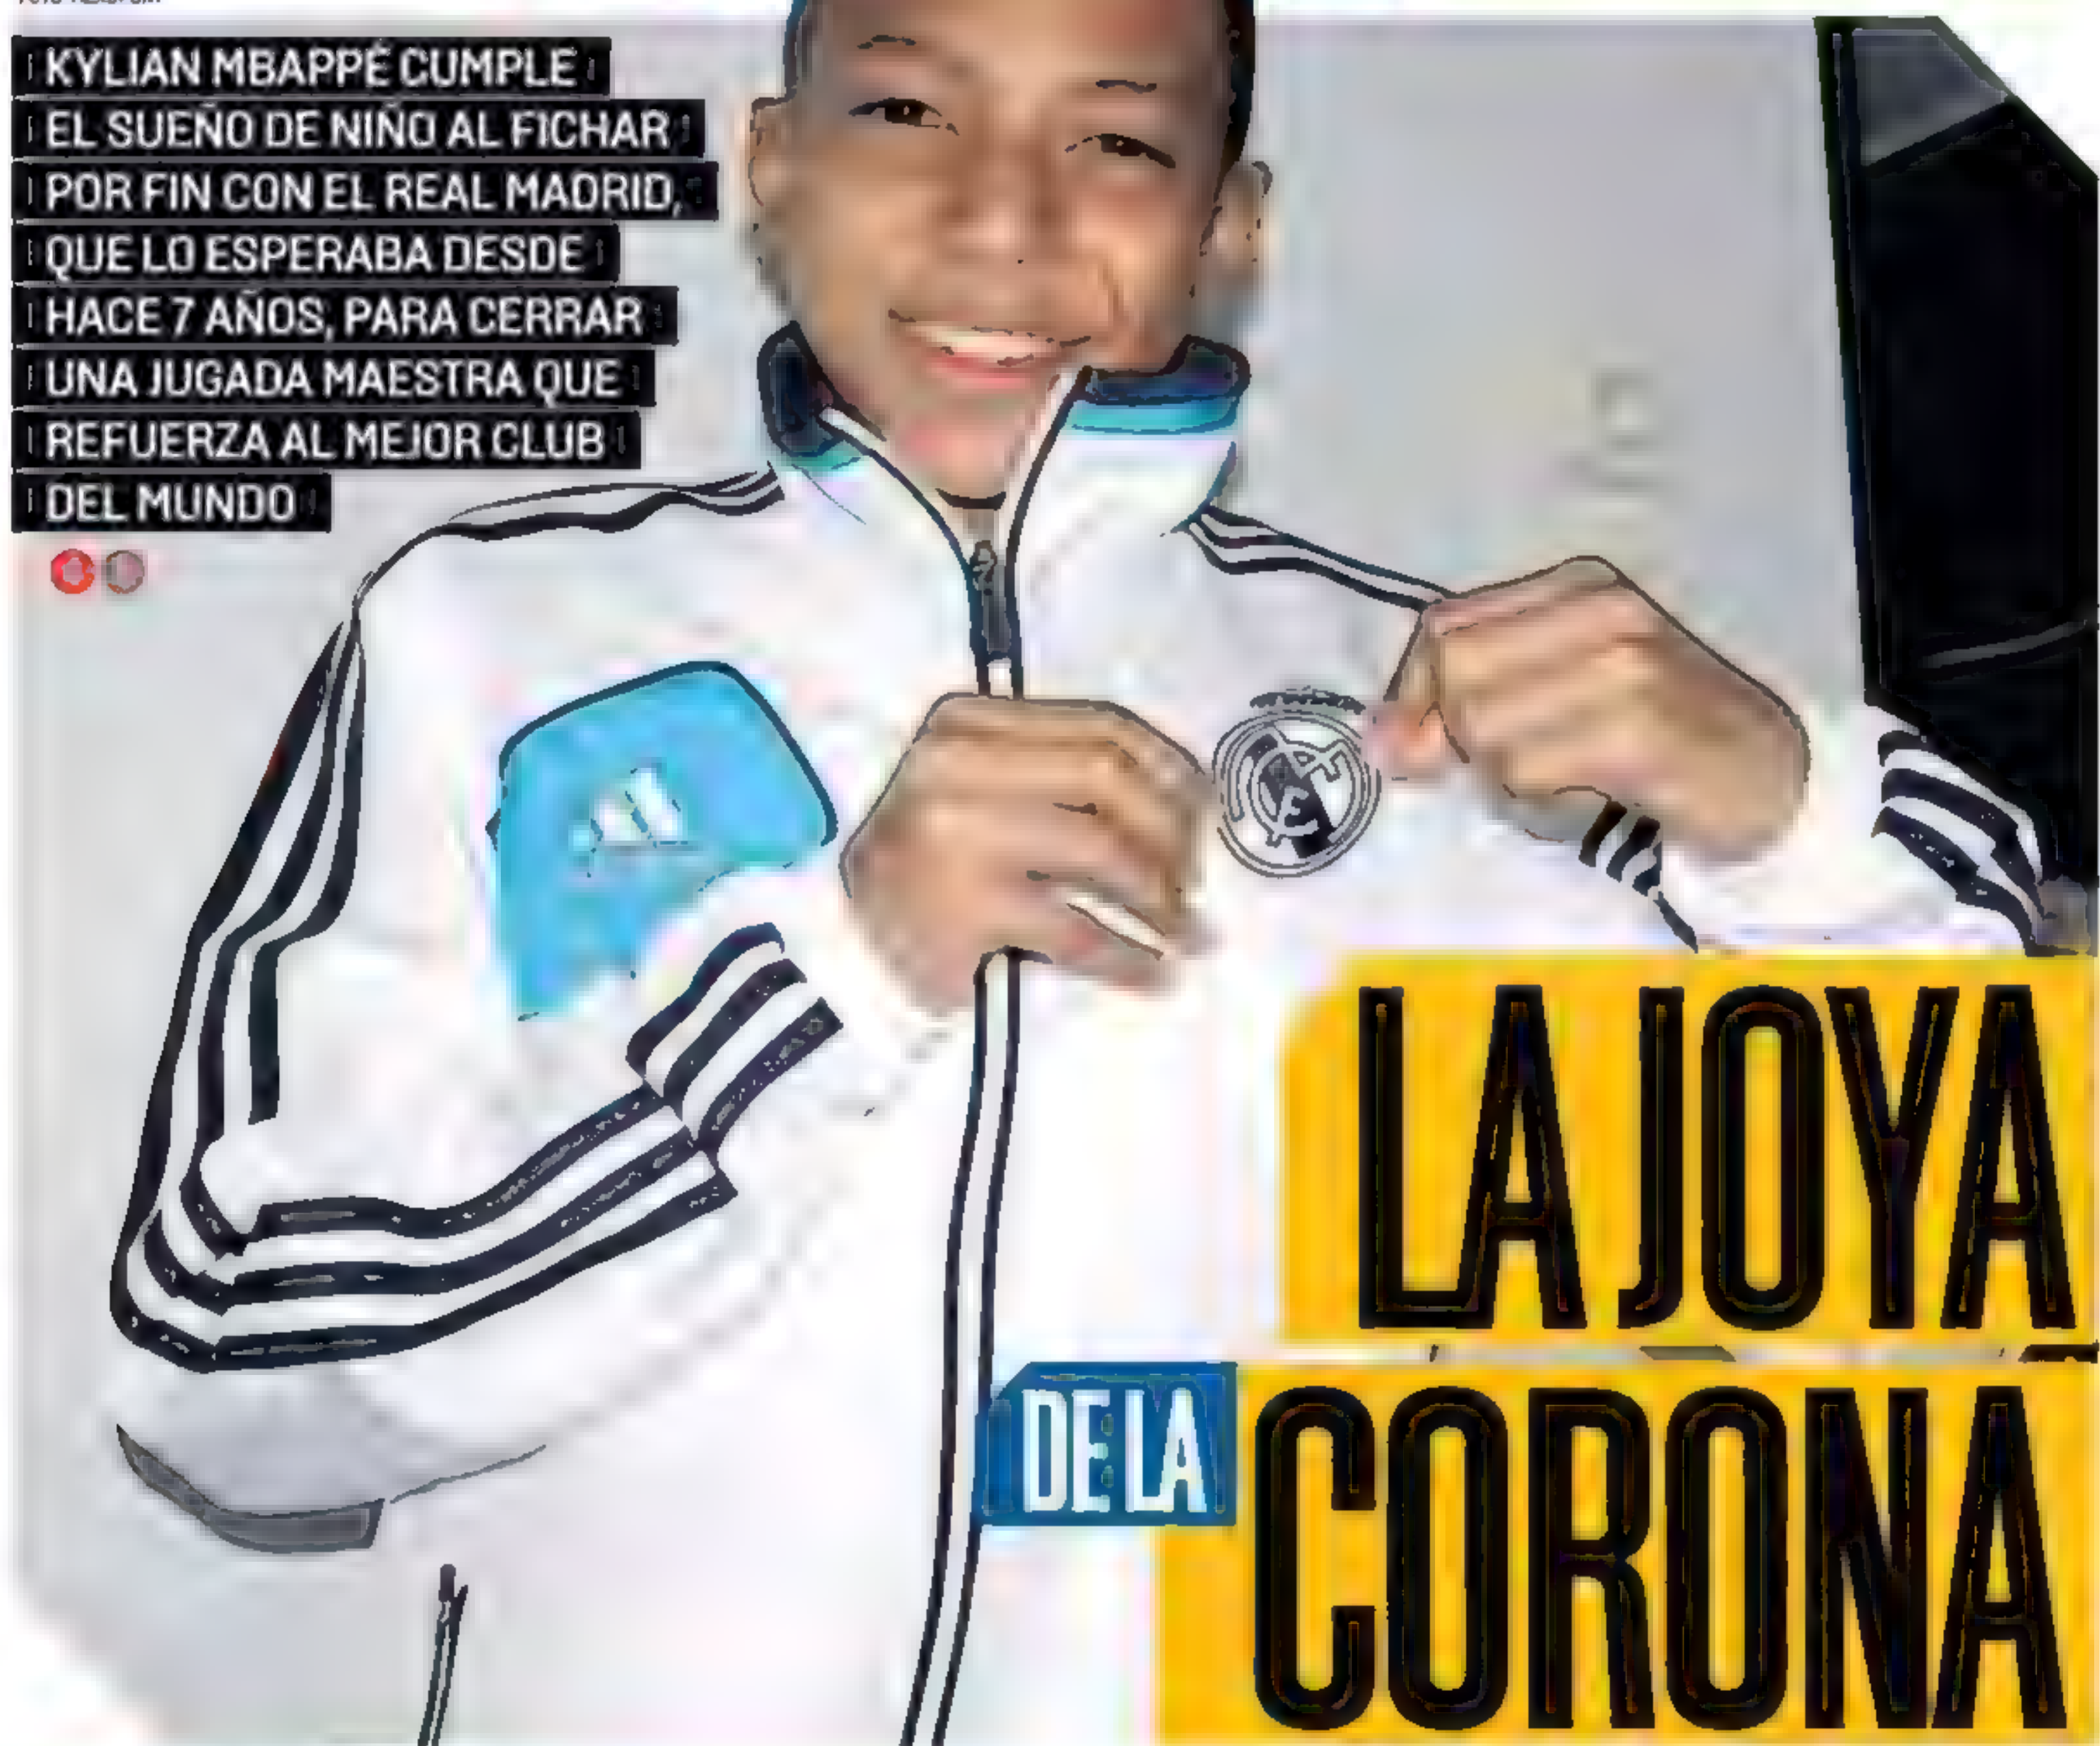 KYLIAN MBAPPÉ CUMPLE
EL SUEÑO DE NIÑO AL FICHAR
POR FIN CON EL REAL MADRID,
QUE LO ESPERABA DESDE
HACE 7 AÑOS, PARA CERRAR
UNA JUGADA MAESTRA QUE
REFUERZA AL MEJOR CLUB
DEL MUNDO
LA JOYA
DE LA CORONA